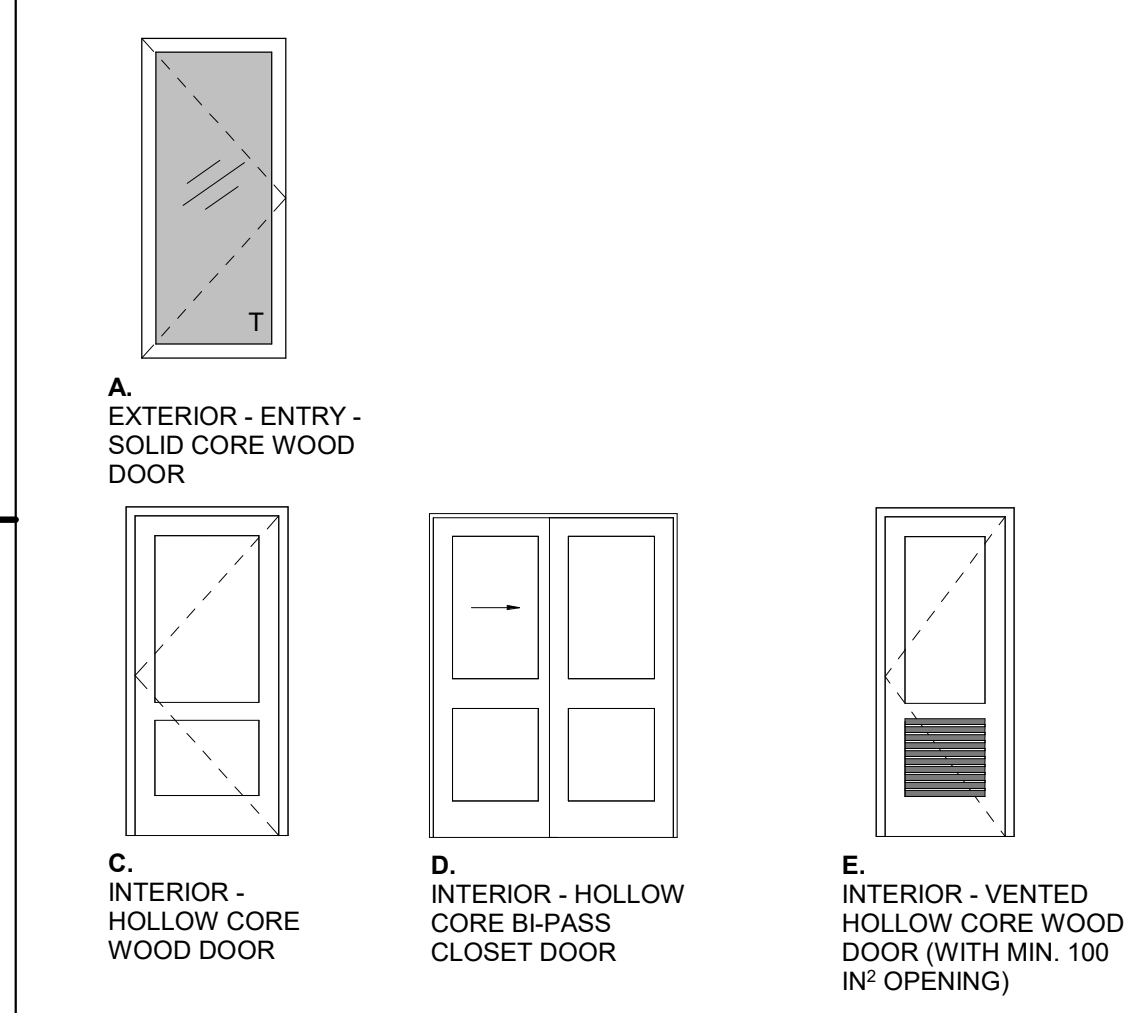 T
A.
EXTERIOR - ENTRY -
SOLID CORE WOOD
DOOR
C.
INTERIOR -
HOLLOW CORE
WOOD DOOR
D.
INTERIOR - HOLLOW
CORE BI-PASS
CLOSET DOOR
E.
INTERIOR - VENTED
HOLLOW CORE WOOD
DOOR (WITH MIN. 100
IN² OPENING)